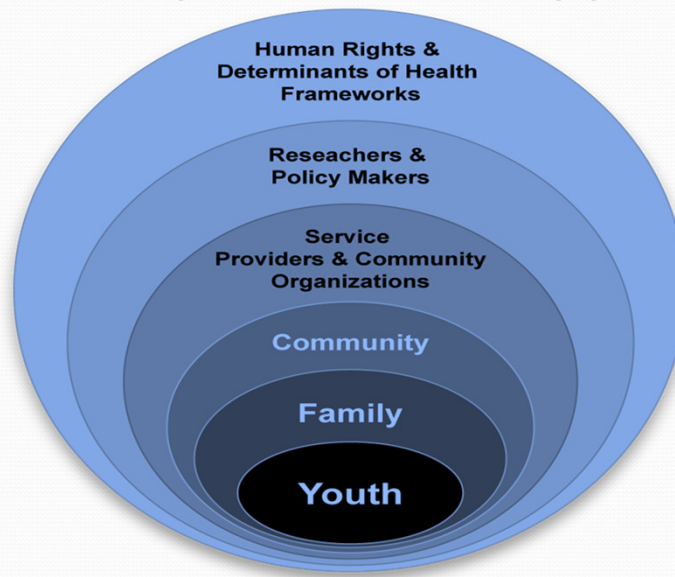 Human Rights &
Determinants of Health
Frameworks
Reseachers &
Policy Makers
Service
Providers & Community
Organizations
Community
Family
Youth